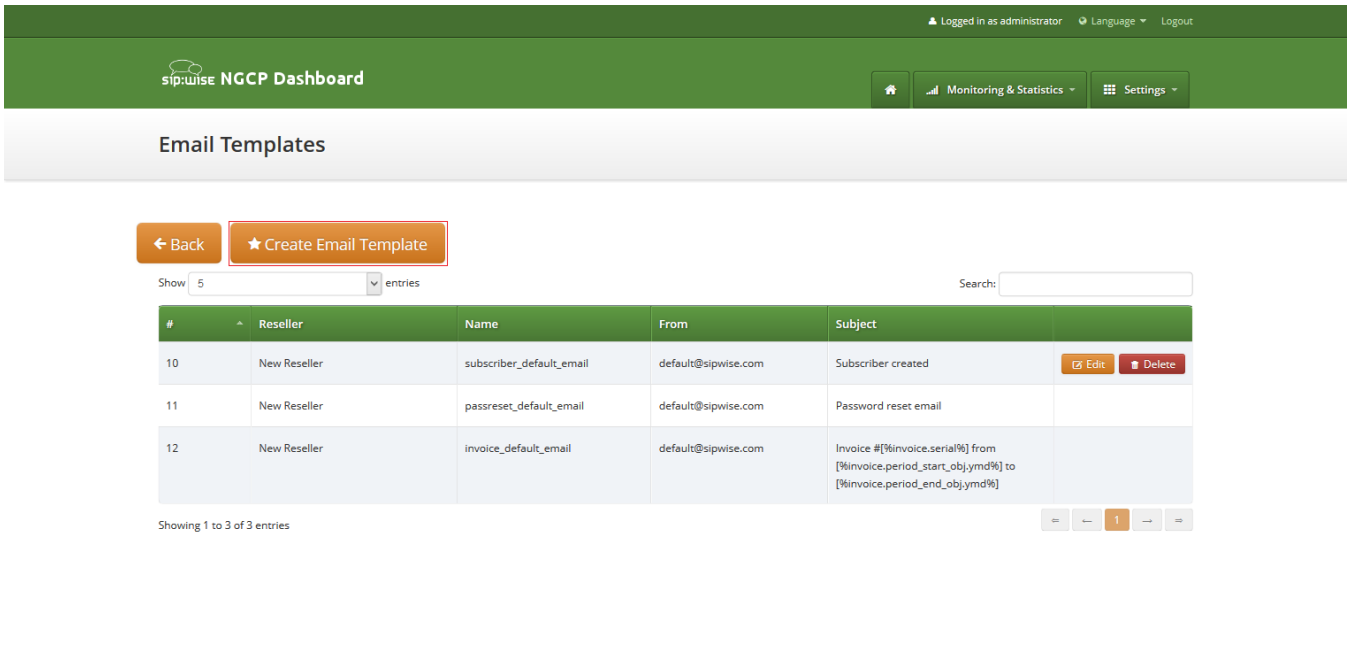 Logged in as administrator Language Logout
sip:wise NGCP Dashboard
Monitoring & Statistics Settings
Email Templates
Back Create Email Template
Show 5 entries Search:
# Reseller Name From Subject
10 New Reseller subscriber_default_email default@sipwise.com Subscriber created Edit Delete
11 New Reseller passreset_default_email default@sipwise.com Password reset email
12 New Reseller invoice_default_email default@sipwise.com Invoice #[%invoice.serial%] from
[%invoice.period_start_obj.ymd%] to
[%invoice.period_end_obj.ymd%]
Showing 1 to 3 of 3 entries ⇐ ← 1 → ⇒